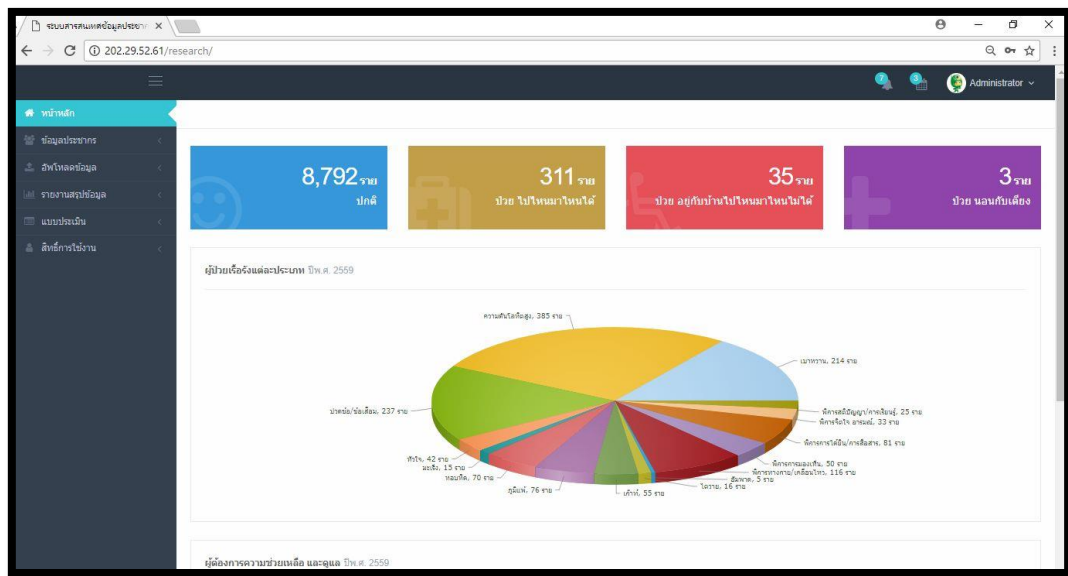 ระบบสารสนเทศข้อมูลประชาก
202.29.52.61/research/
7
3
Administrator
หน้าหลัก
ข้อมูลประชากร
อัพโหลดข้อมูล
รายงานสรุปข้อมูล
แบบประเมิน
สิทธิ์การใช้งาน
8,792 ราย
ปกติ
311 ราย
ป่วย ไปไหนมาไหนได้
35 ราย
ป่วย อยู่กับบ้านไปไหนมาไหนไม่ได้
3 ราย
ป่วย นอนกับเตียง
ผู้ป่วยเรื้อรังแต่ละประเภท ปีพ.ศ. 2559
ความดันโลหิตสูง, 385 ราย
เบาหวาน, 214 ราย
ปวดข้อ/ข้อเสื่อม, 237 ราย
พิการสติปัญญา/การเรียนรู้, 25 ราย
พิการจิตใจ อารมณ์, 33 ราย
พิการการได้ยิน/การสื่อสาร, 81 ราย
หัวใจ, 42 ราย
มะเร็ง, 15 ราย
หอบหืด, 70 ราย
พิการการมองเห็น, 50 ราย
พิการทางกาย/เคลื่อนไหว, 116 ราย
อัมพาต, 5 ราย
ไตวาย, 16 ราย
ภูมิแพ้, 76 ราย
เก๊าท์, 55 ราย
ผู้ต้องการความช่วยเหลือ และดูแล ปีพ.ศ. 2559